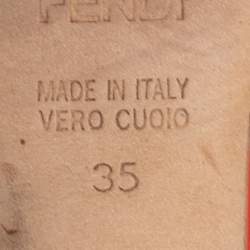 FENDI
MADE IN ITALY
VERO CUOIO
35